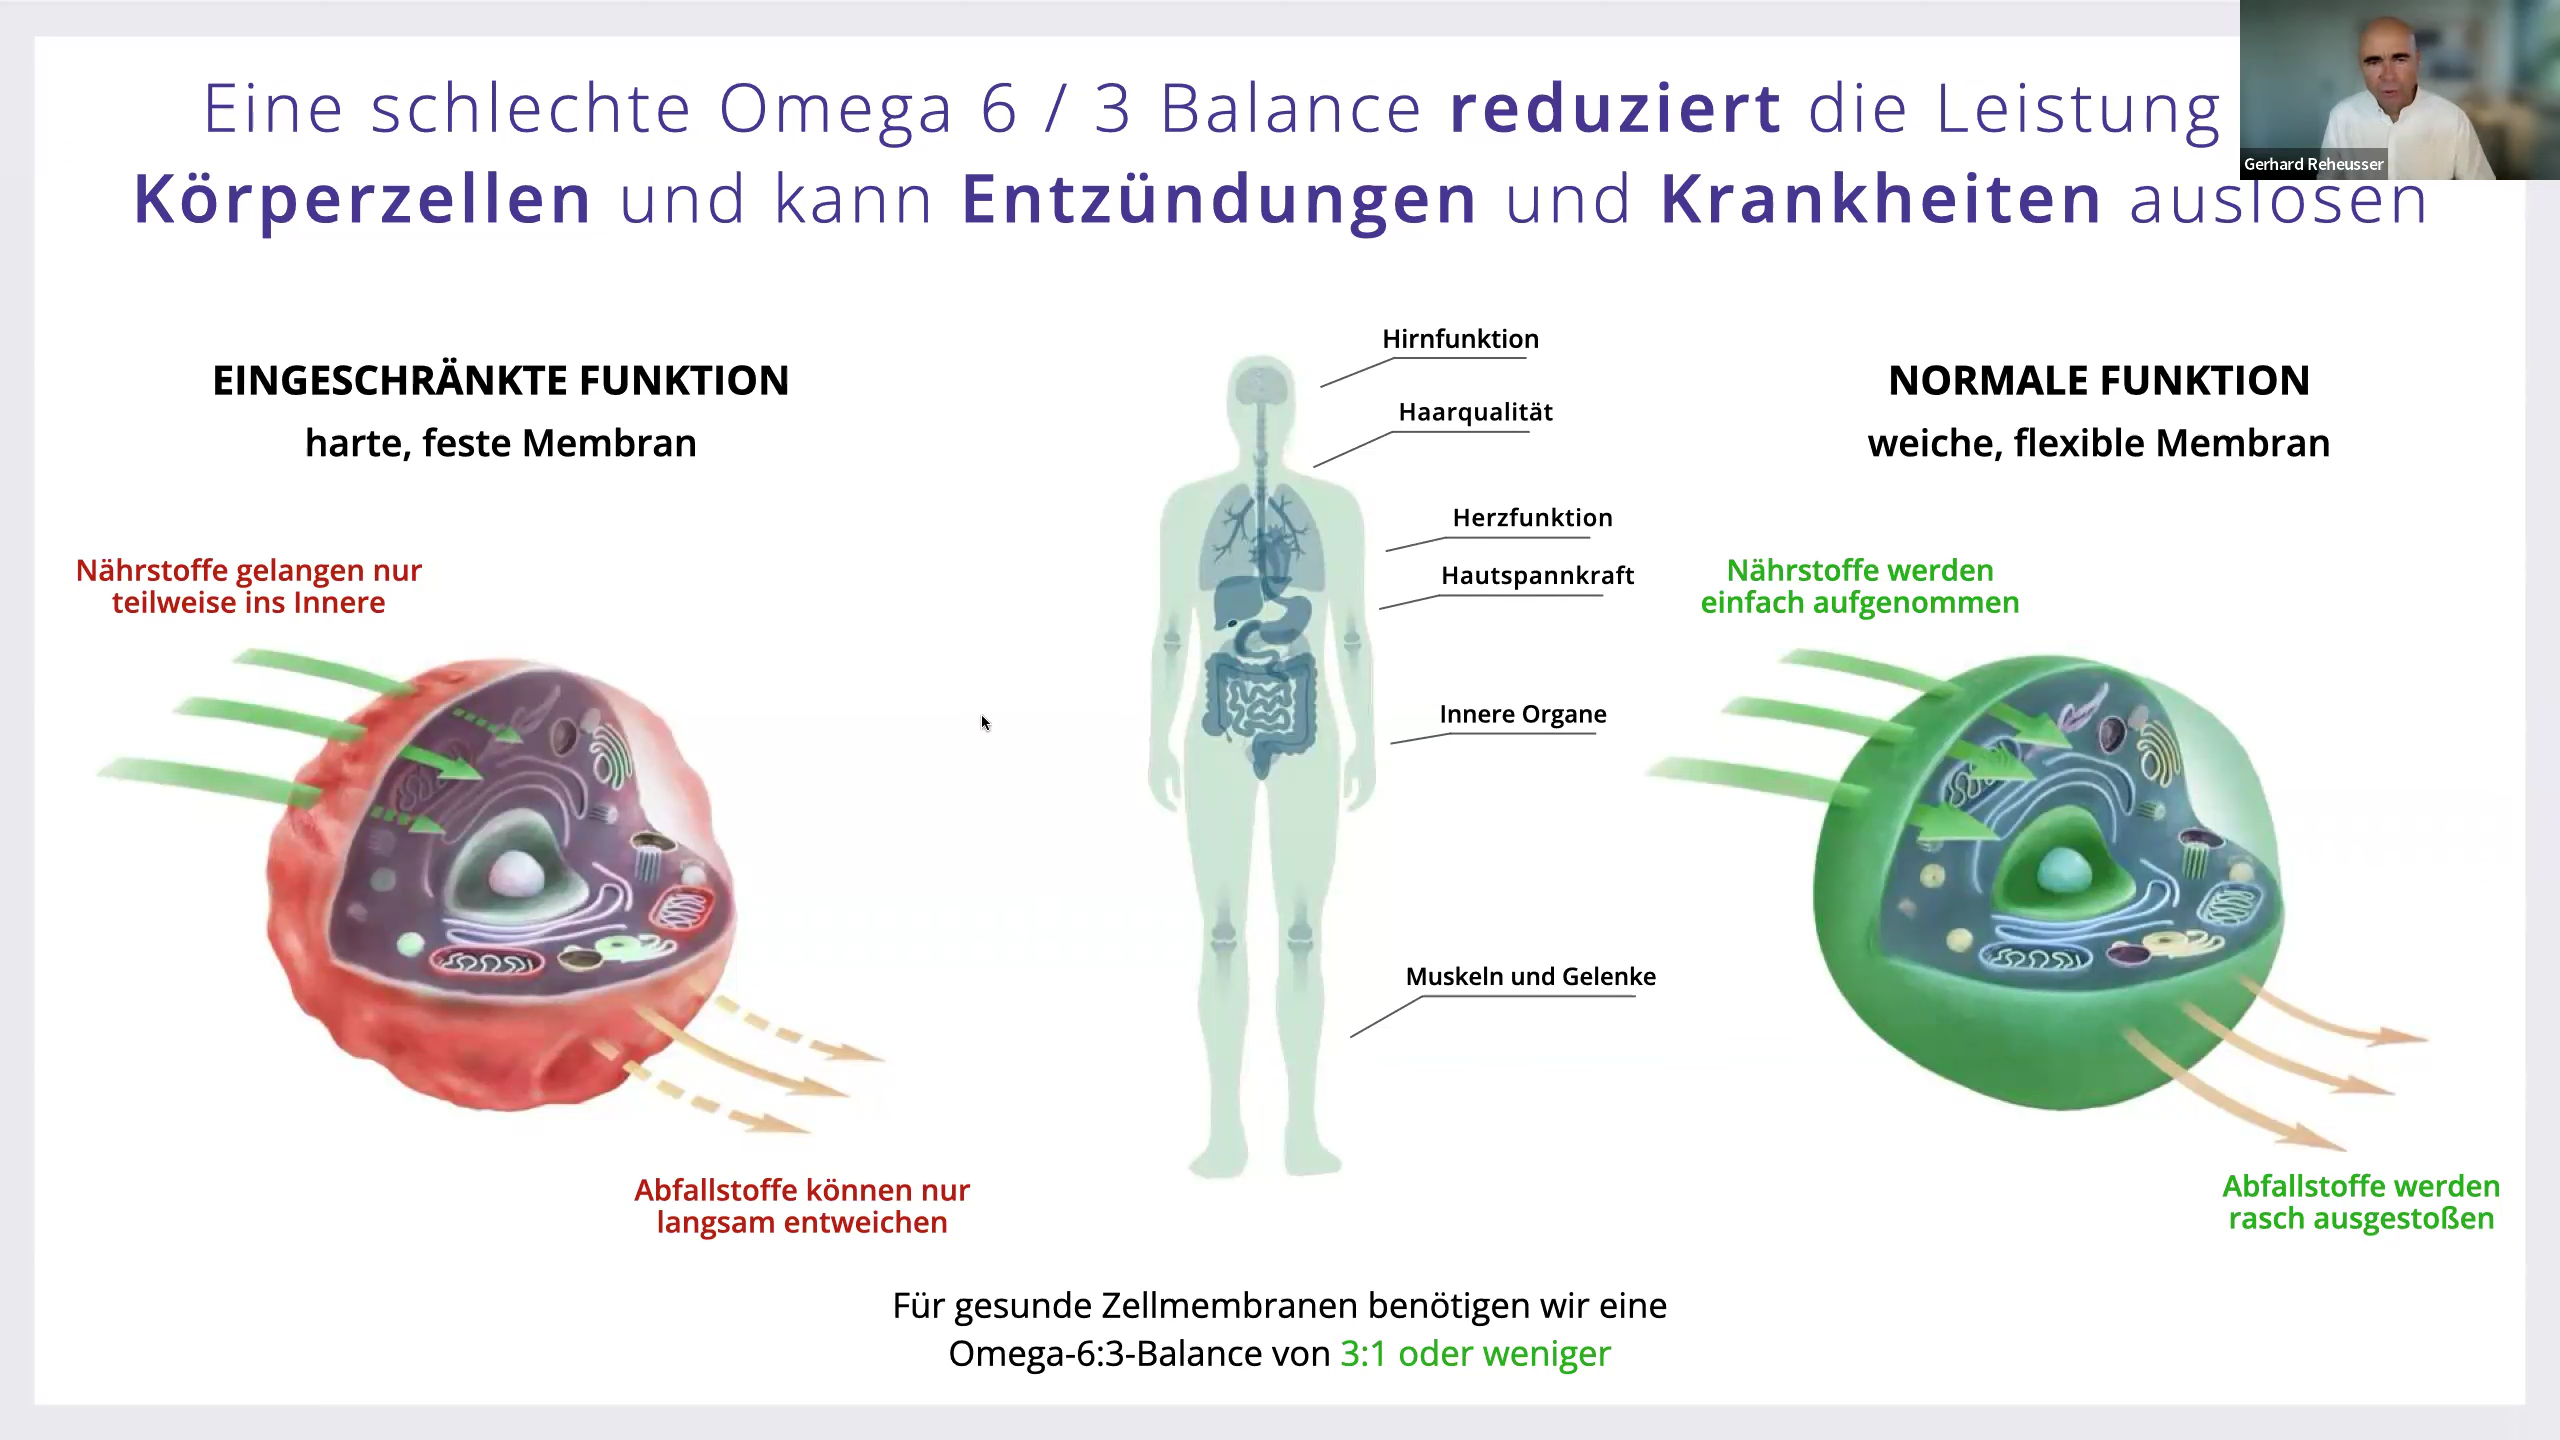 Eine schlechte Omega 6 / 3 Balance reduziert die Leistung
Körperzellen und kann Entzündungen und Krankheiten auslösen
Gerhard Reheusser
EINGESCHRÄNKTE FUNKTION
harte, feste Membran
Nährstoffe gelangen nur
teilweise ins Innere
Abfallstoffe können nur
langsam entweichen
Hirnfunktion
Haarqualität
Herzfunktion
Hautspannkraft
Innere Organe
Muskeln und Gelenke
NORMALE FUNKTION
weiche, flexible Membran
Nährstoffe werden
einfach aufgenommen
Abfallstoffe werden
rasch ausgestoßen
Für gesunde Zellmembranen benötigen wir eine
Omega-6:3-Balance von 3:1 oder weniger